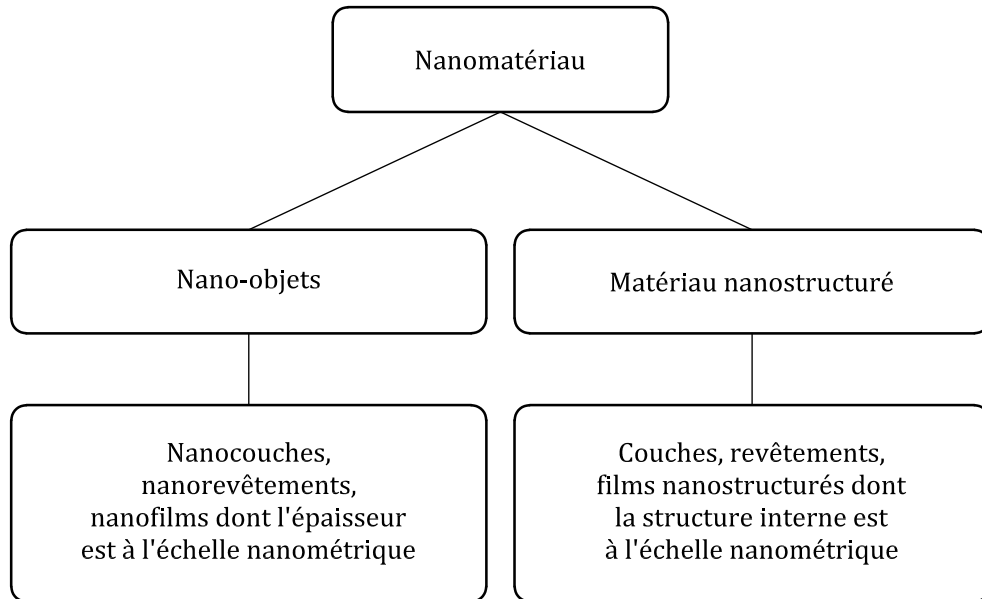 Nanomatériau
Nano-objets
Matériau nanostructuré
Nanocouches,
nanorevêtements,
nanofilms dont l'épaisseur
est à l'échelle nanométrique
Couches, revêtements,
films nanostructurés dont
la structure interne est
à l'échelle nanométrique